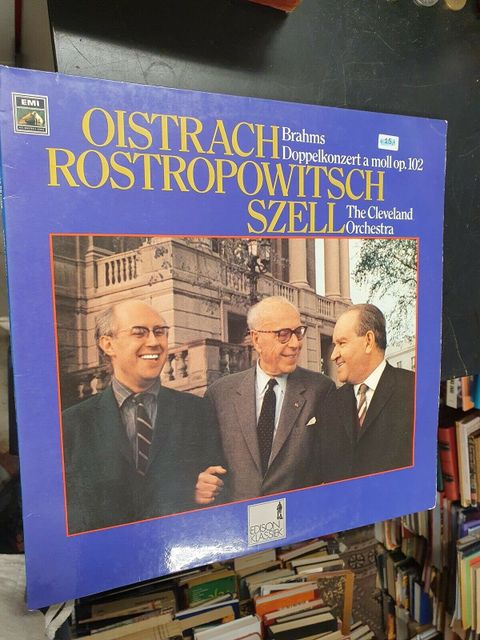 EMI
OISTRACH
Brahms
Doppelkonzert a moll op. 102
ROSTROPOWITSCH
SZELL
The Cleveland
Orchestra
EDISON
KLASSIEK